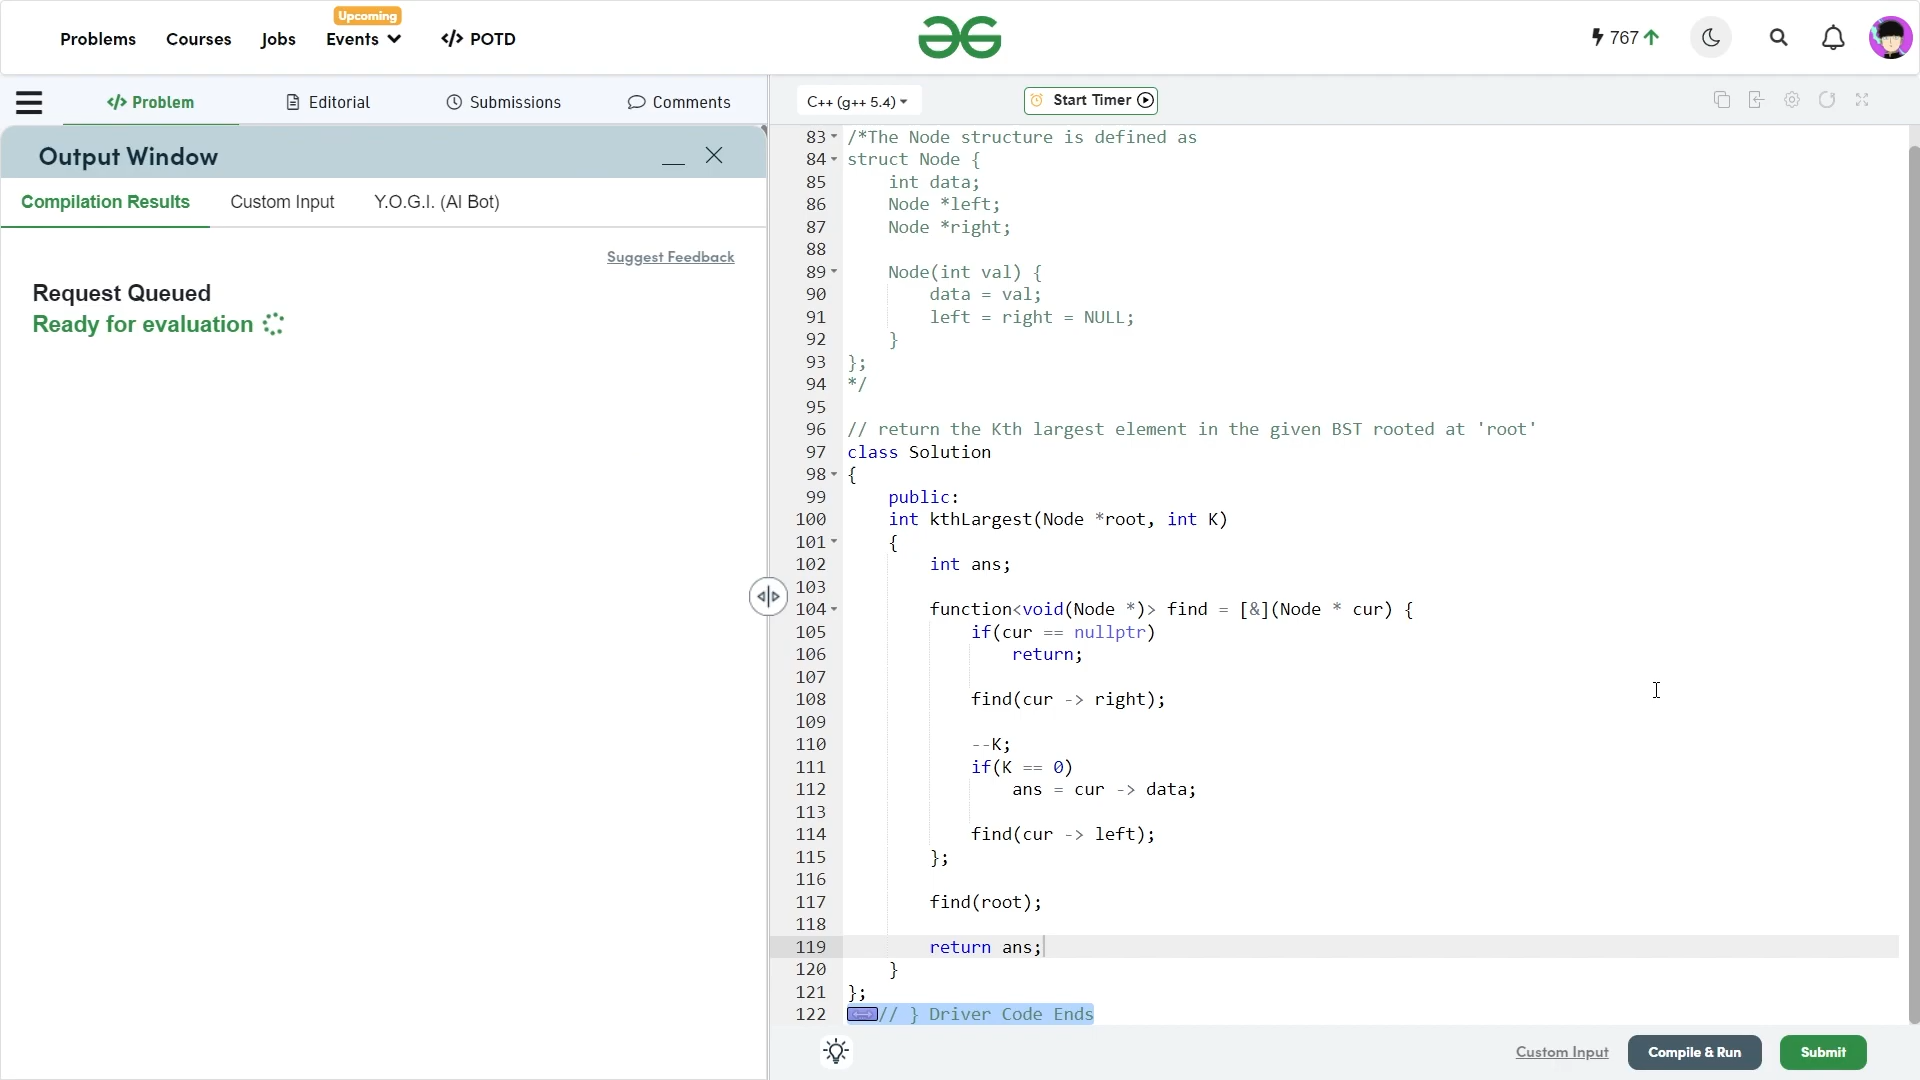 Problems
Courses
Jobs
Upcoming
Events
</> POTD
767
Problem
Editorial
Submissions
Comments
Output Window
Compilation Results
Custom Input
Y.O.G.I. (AI Bot)
Suggest Feedback
Request Queued
Ready for evaluation
C++ (g++ 5.4)
Start Timer
83 /*The Node structure is defined as
84 struct Node {
85 int data;
86 Node *left;
87 Node *right;
88
89 Node(int val) {
90 data = val;
91 left = right = NULL;
92 }
93 };
94 */
95
96 // return the Kth largest element in the given BST rooted at 'root'
97 class Solution
98 {
99 public:
100 int kthLargest(Node *root, int K)
101 {
102 int ans;
103
104 function<void(Node *)> find = [&](Node * cur) {
105 if(cur == nullptr)
106 return;
107
108 find(cur -> right);
109
110 --K;
111 if(K == 0)
112 ans = cur -> data;
113
114 find(cur -> left);
115 };
116
117 find(root);
118
119 return ans;
120 }
121 };
122 // } Driver Code Ends
Custom Input
Compile & Run
Submit